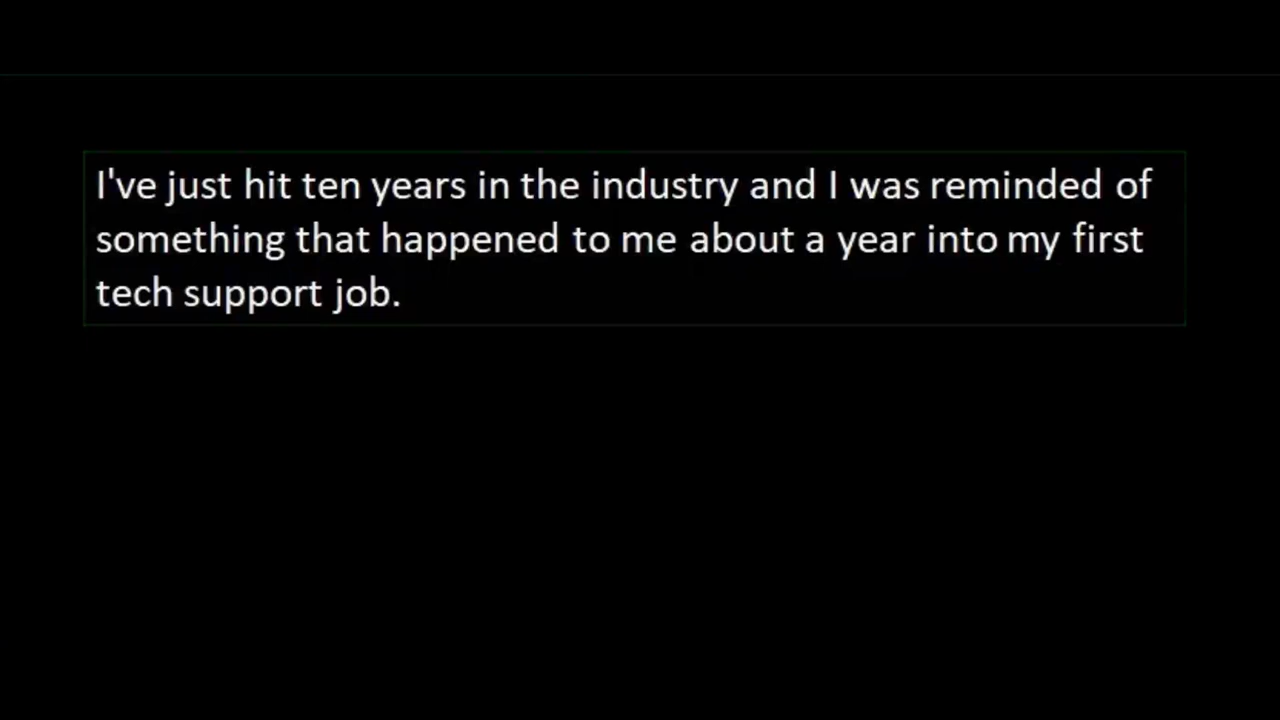 I've just hit ten years in the industry and I was reminded of
something that happened to me about a year into my first
tech support job.